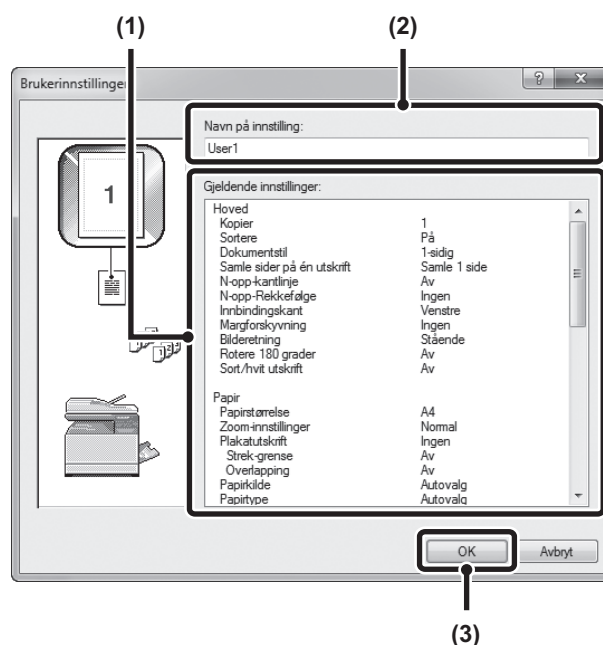 (1) (2)
Brukerinnstillinger
Navn på innstilling:
User1
1
Gjeldende innstillinger:
Hoved
Kopier 1
Sortere På
Dokumentstil 1-sidig
Samle sider på én utskrift Samle 1 side
N-opp-kantlinje Av
N-opp-Rekkefølge Ingen
Innbindingskant Venstre
Margforskyvning Ingen
Bilderetning Stående
Rotere 180 grader Av
Sort/hvit utskrift Av
Papir
Papirstørrelse A4
Zoom-innstillinger Normal
Plakatutskrift Ingen
Strek-grense Av
Overlapping Av
Papirkilde Autovalg
Papirtype Autovalg
OK Avbryt
(3)